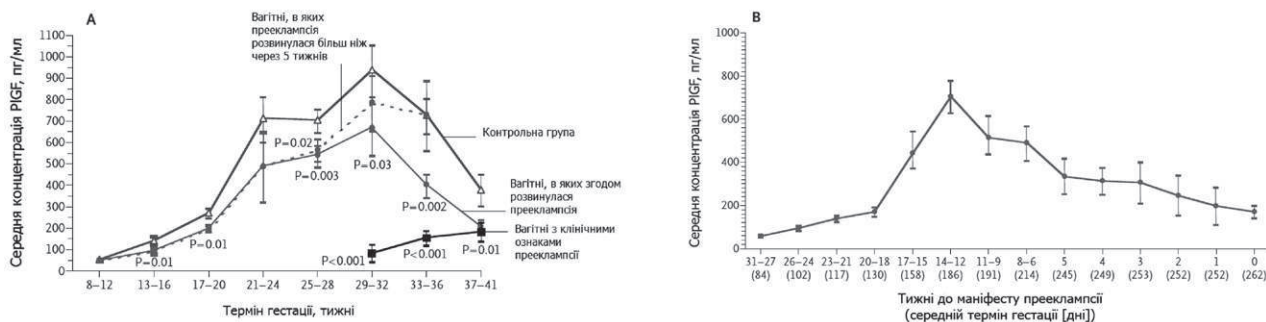 A
Середня концентрація PlGF, пг/мл
1100
1000
900
800
700
600
500
400
300
200
100
0
Вагітні, в яких
прееклампсія
розвинулася більш ніж
через 5 тижнів
Контрольна група
Вагітні, в яких згодом
розвинулася
прееклампсія
Вагітні з клінічними
ознаками
прееклампсії
P=0.01
P=0.01
P=0.02
P=0.003
P=0.03
P=0.002
P<0.001
P<0.001
P=0.01
8–12 13–16 17–20 21–24 25–28 29–32 33–36 37–41
Термін гестації, тижні
B
Середня концентрація PlGF, пг/мл
1000
800
600
400
200
0
31–27 26–24 23–21 20–18 17–15 14–12 11–9 8–6 5 4 3 2 1 0
(84) (102) (117) (130) (158) (186) (191) (214) (245) (249) (253) (252) (252) (262)
Тижні до маніфесту прееклампсії
(середній термін гестації [дні])